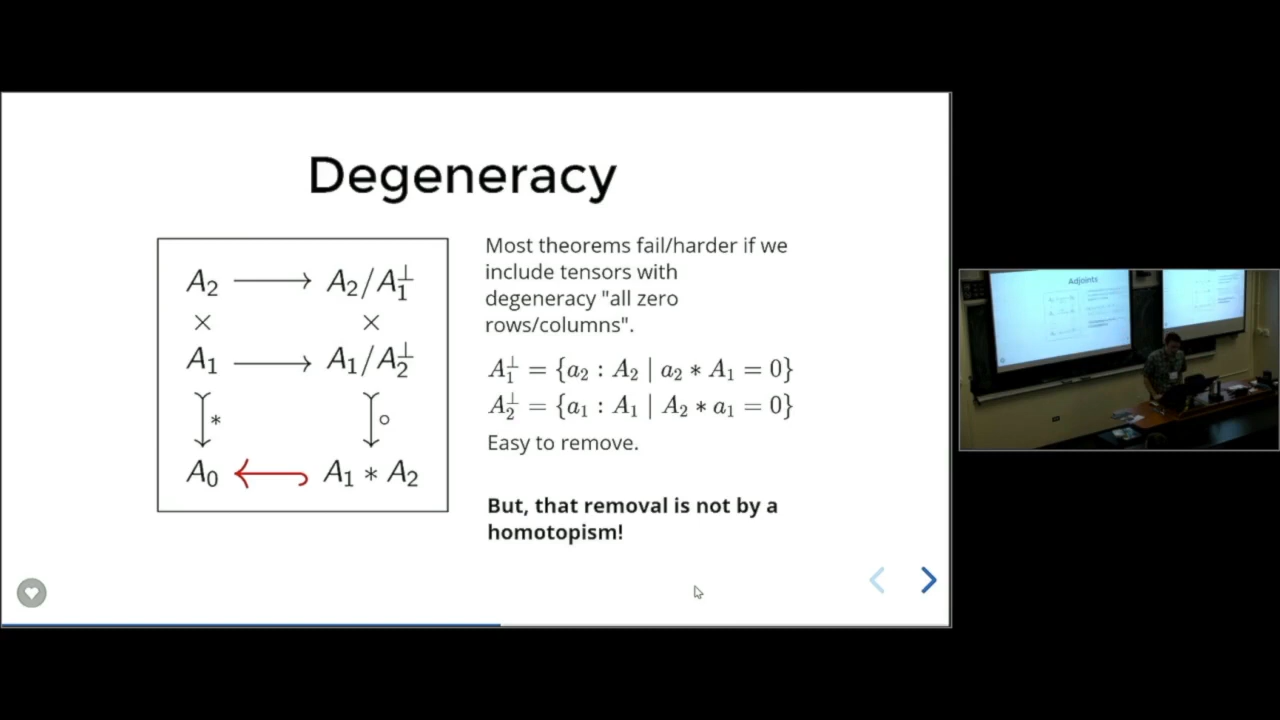 Degeneracy
A₂ ⟶ A₂/A₁^⊥
× ×
A₁ ⟶ A₁/A₂^⊥
* ∘
A₀ ⟵ A₁ * A₂
Most theorems fail/harder if we
include tensors with
degeneracy "all zero
rows/columns".
A₁^⊥ = {a₂ : A₂ | a₂ * A₁ = 0}
A₂^⊥ = {a₁ : A₁ | A₂ * a₁ = 0}
Easy to remove.
But, that removal is not by a
homotopism!
Adjoints